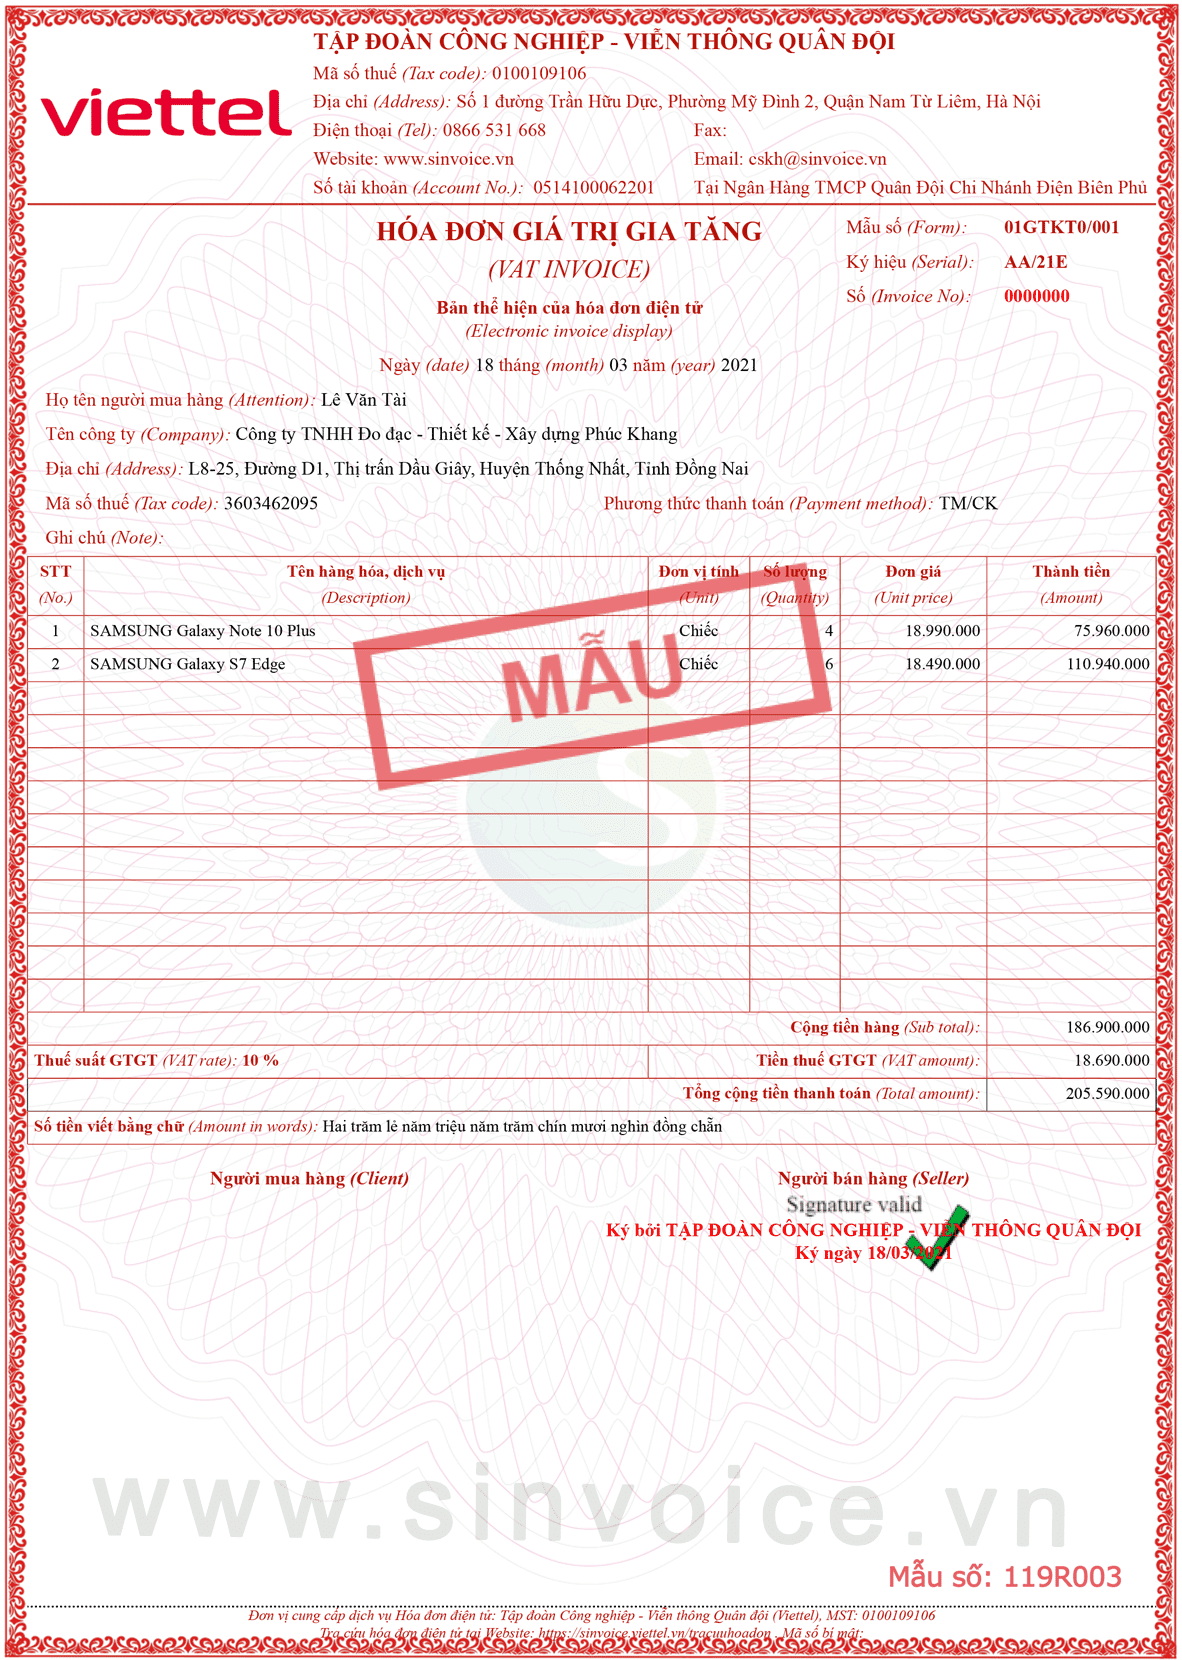 TẬP ĐOÀN CÔNG NGHIỆP - VIỄN THÔNG QUÂN ĐỘI
viettel
Mã số thuế (Tax code): 0100109106
Địa chỉ (Address): Số 1 đường Trần Hữu Dực, Phường Mỹ Đình 2, Quận Nam Từ Liêm, Hà Nội
Điện thoại (Tel): 0866 531 668 Fax:
Website: www.sinvoice.vn Email: cskh@sinvoice.vn
Số tài khoản (Account No.): 0514100062201 Tại Ngân Hàng TMCP Quân Đội Chi Nhánh Điện Biên Phủ
HÓA ĐƠN GIÁ TRỊ GIA TĂNG
(VAT INVOICE)
Bản thể hiện của hóa đơn điện tử
(Electronic invoice display)
Ngày (date) 18 tháng (month) 03 năm (year) 2021
Mẫu số (Form): 01GTKT0/001
Ký hiệu (Serial): AA/21E
Số (Invoice No): 0000000
Họ tên người mua hàng (Attention): Lê Văn Tài
Tên công ty (Company): Công ty TNHH Đo đạc - Thiết kế - Xây dựng Phúc Khang
Địa chỉ (Address): L8-25, Đường D1, Thị trấn Dầu Giây, Huyện Thống Nhất, Tỉnh Đồng Nai
Mã số thuế (Tax code): 3603462095 Phương thức thanh toán (Payment method): TM/CK
Ghi chú (Note):
STT Tên hàng hóa, dịch vụ Đơn vị tính Số lượng Đơn giá Thành tiền
(No.) (Description) (Unit) (Quantity) (Unit price) (Amount)
1 SAMSUNG Galaxy Note 10 Plus Chiếc 4 18.990.000 75.960.000
2 SAMSUNG Galaxy S7 Edge Chiếc 6 18.490.000 110.940.000
MẪU
Cộng tiền hàng (Sub total): 186.900.000
Thuế suất GTGT (VAT rate): 10 % Tiền thuế GTGT (VAT amount): 18.690.000
Tổng cộng tiền thanh toán (Total amount): 205.590.000
Số tiền viết bằng chữ (Amount in words): Hai trăm lẻ năm triệu năm trăm chín mươi nghìn đồng chẵn
Người mua hàng (Client) Người bán hàng (Seller)
Signature valid
Ký bởi TẬP ĐOÀN CÔNG NGHIỆP - VIỄN THÔNG QUÂN ĐỘI
Ký ngày 18/03/2021
www.sinvoice.vn
Mẫu số: 119R003
Đơn vị cung cấp dịch vụ Hóa đơn điện tử: Tập đoàn Công nghiệp - Viễn thông Quân đội (Viettel), MST: 0100109106
Tra cứu hóa đơn điện tử tại Website: https://sinvoice.viettel.vn/tracuuhoadon . Mã số bí mật: